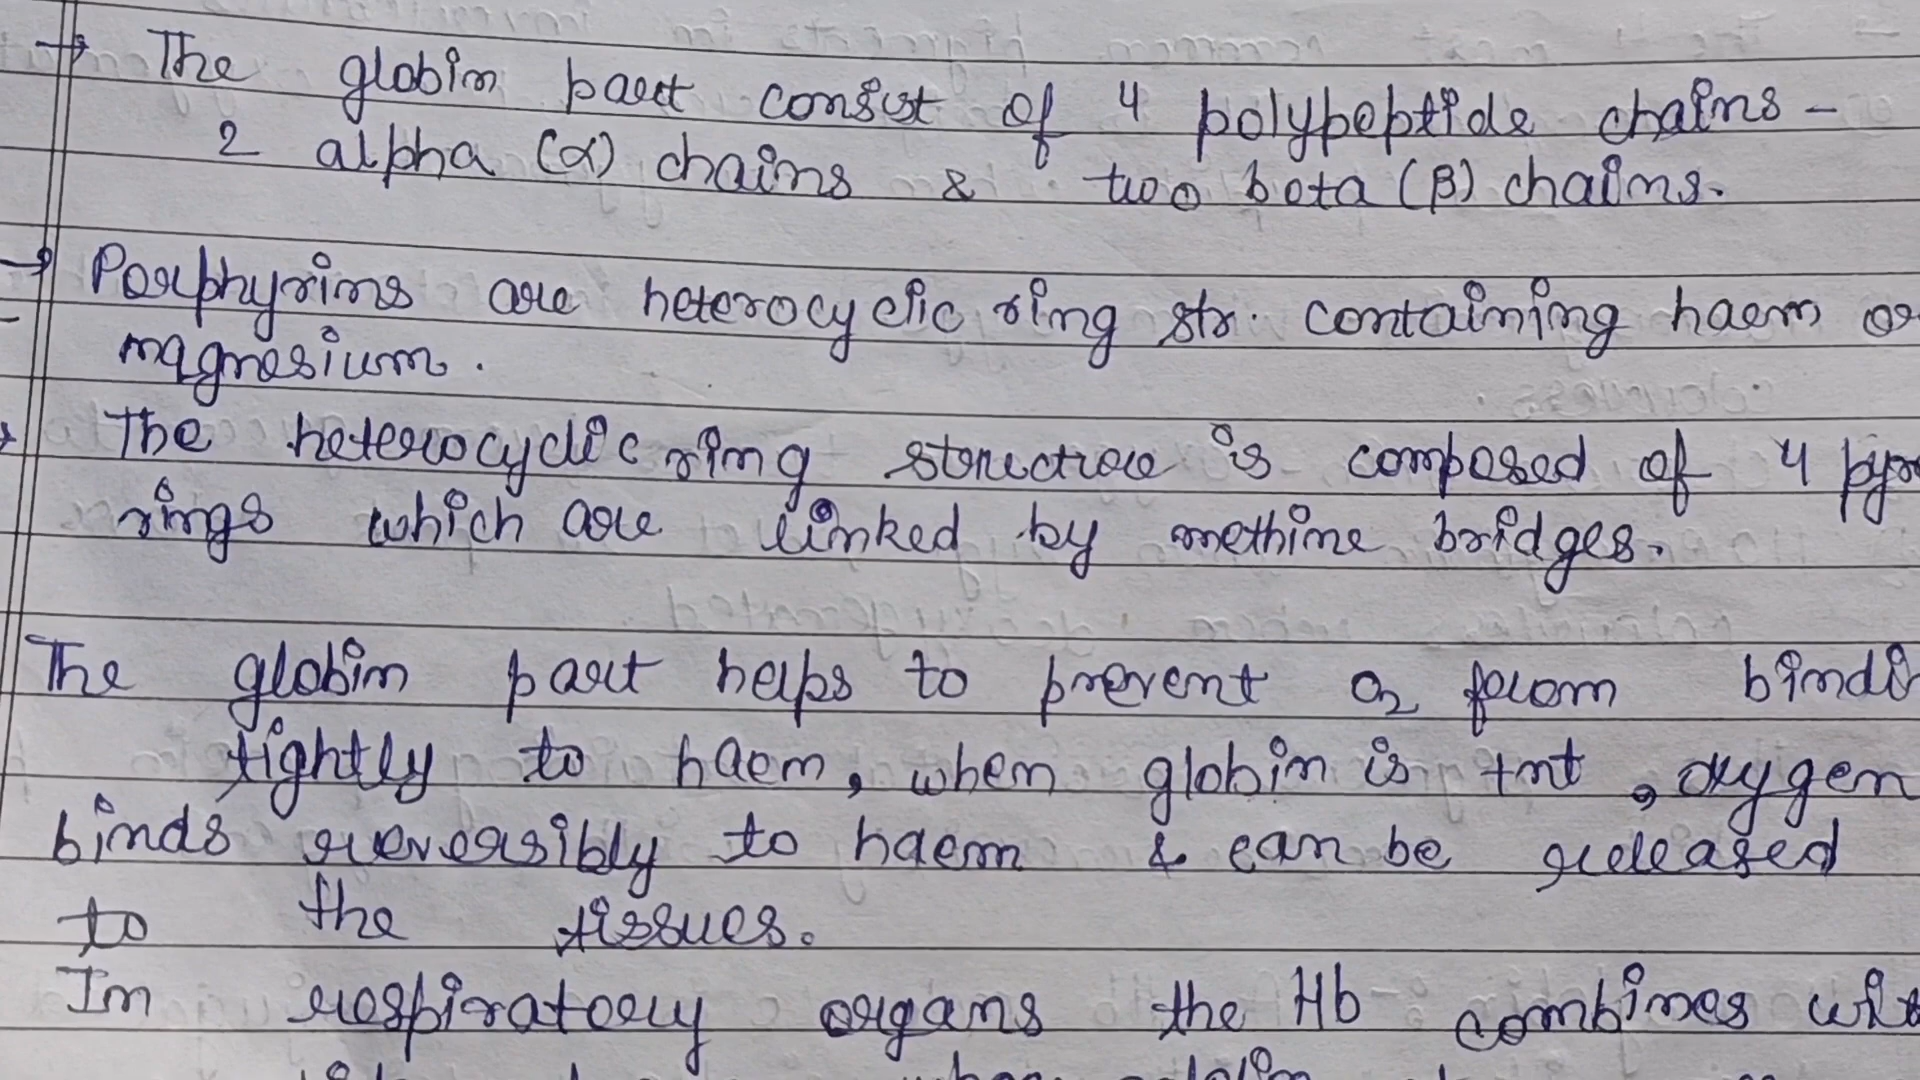 → The globin part consist of 4 polypeptide chains -
2 alpha (α) chains & two beta (β) chains.
→ Porphyrins are heterocyclic ring str. containing haem or
magnesium.
The heterocyclic ring structure is composed of 4
rings which are linked by methine bridges.
The globin part helps to prevent O2 from
tightly to haem, when globin is +nt, oxygen
binds reversibly to haem & can be released
to the tissues.
In respiratory organs the Hb combines